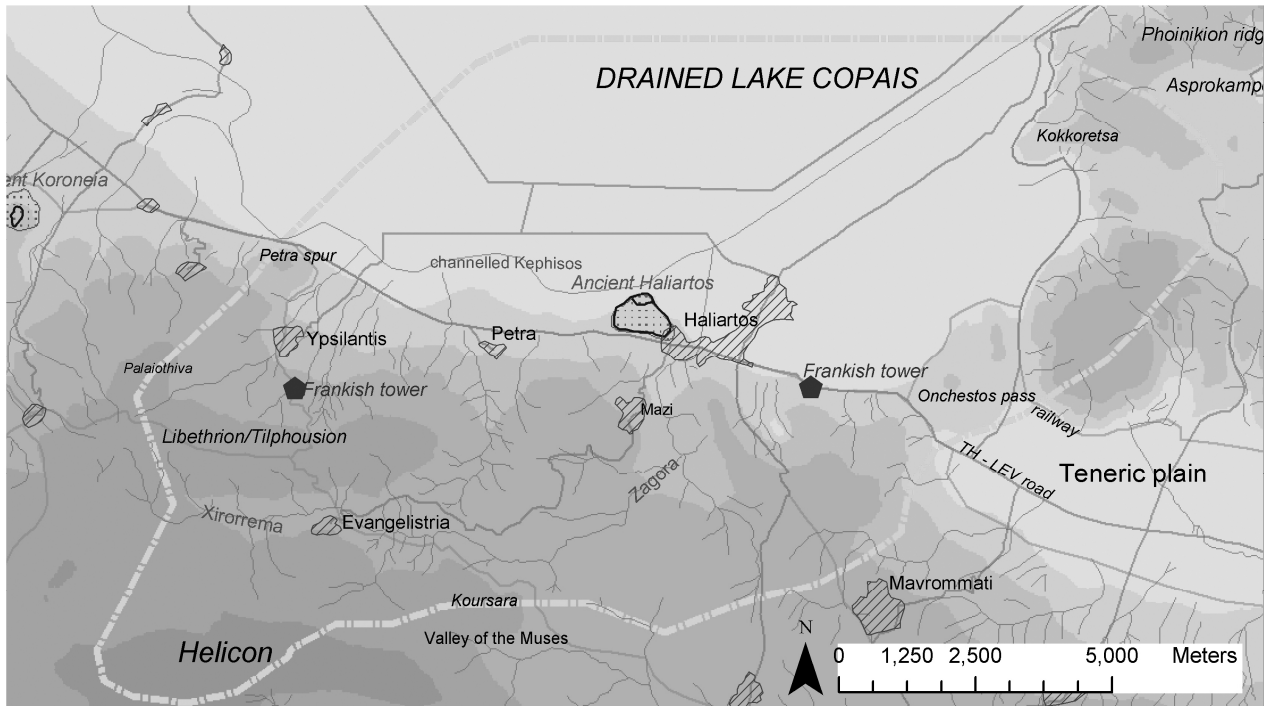 Phoinikion ridg
DRAINED LAKE COPAIS
Asprokamp
Kokkoretsa
ent Koroneia
Petra spur
channelled Kephisos
Ancient Haliartos
Haliartos
Ypsilantis
Petra
Palaiothiva
Frankish tower
Frankish tower
Onchestos pass
Mazi
railway
Libethrion/Tilphousion
TH - LEV road
Teneric plain
Zagora
Xirorrema
Evangelistria
Mavrommati
Koursara
Valley of the Muses
Helicon
N
0 1,250 2,500 5,000 Meters